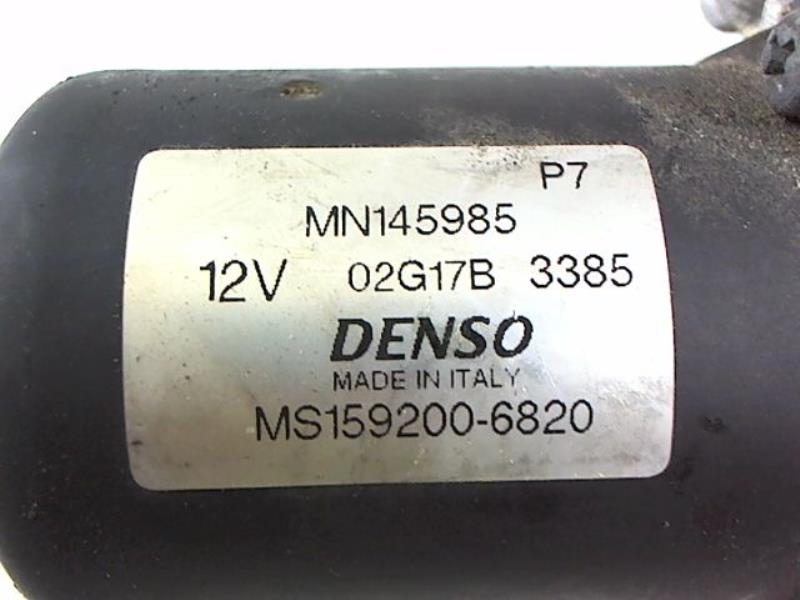 P7
MN145985
12V 02G17B 3385
DENSO
MADE IN ITALY
MS159200-6820